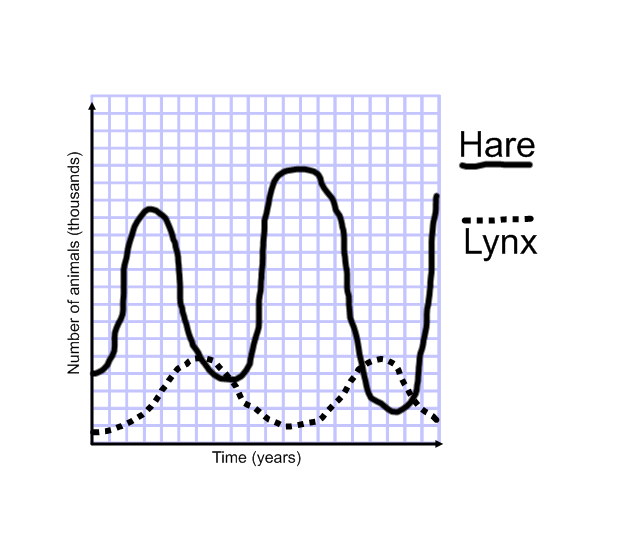 Number of animals (thousands)
Time (years)
Hare
Lynx